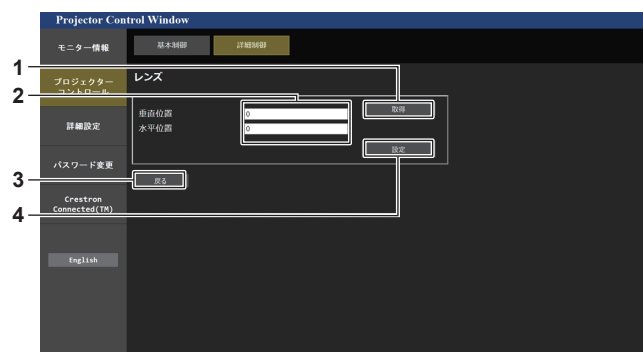 Projector Control Window
モニター情報
基本制御
詳細制御
1
プロジェクター
コントロール
レンズ
取得
2
垂直位置
0
水平位置
0
詳細設定
設定
パスワード変更
3
戻る
Crestron
Connected(TM)
4
English